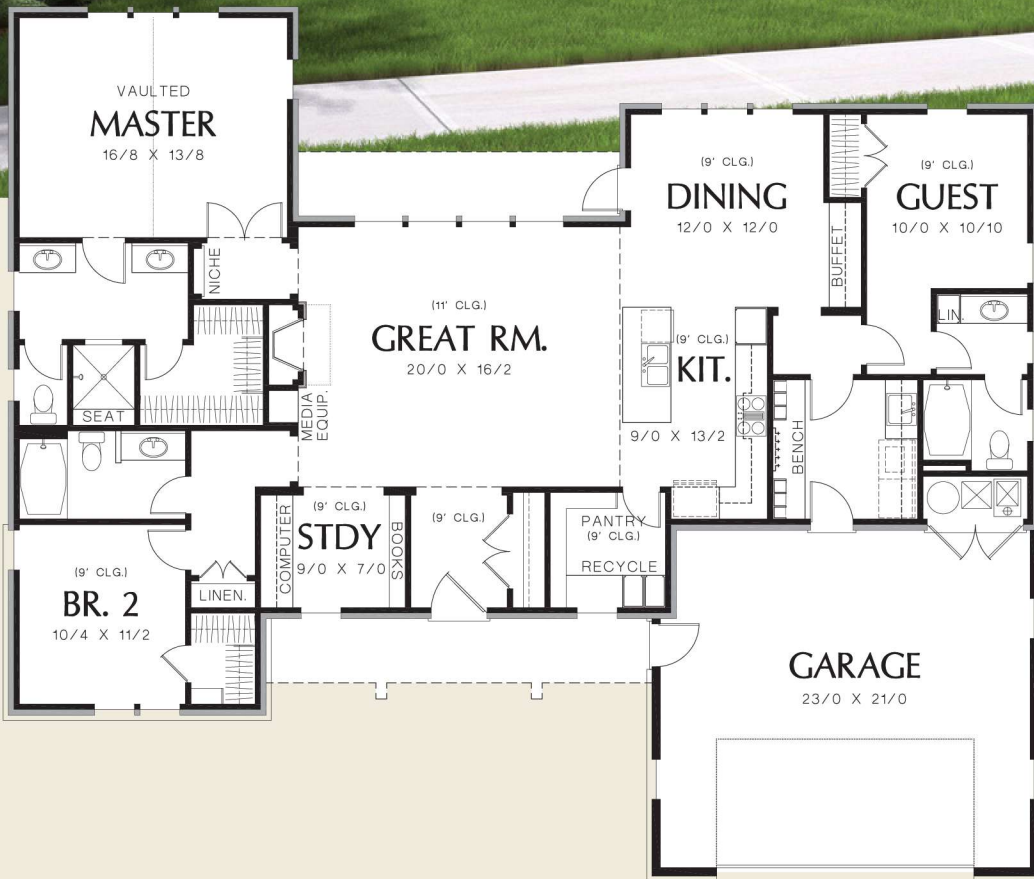 VAULTED
MASTER
16/8 X 13/8
NICHE
SEAT
MEDIA
EQUIP.
(11' CLG.)
GREAT RM.
20/0 X 16/2
(9' CLG.)
DINING
12/0 X 12/0
BUFFET
(9' CLG.)
GUEST
10/0 X 10/10
LIN.
(9' CLG.)
KIT.
9/0 X 13/2
BENCH
COMPUTER
(9' CLG.)
STDY
9/0 X 7/0
BOOKS
(9' CLG.)
PANTRY
(9' CLG.)
RECYCLE
(9' CLG.)
BR. 2
10/4 X 11/2
LINEN.
GARAGE
23/0 X 21/0